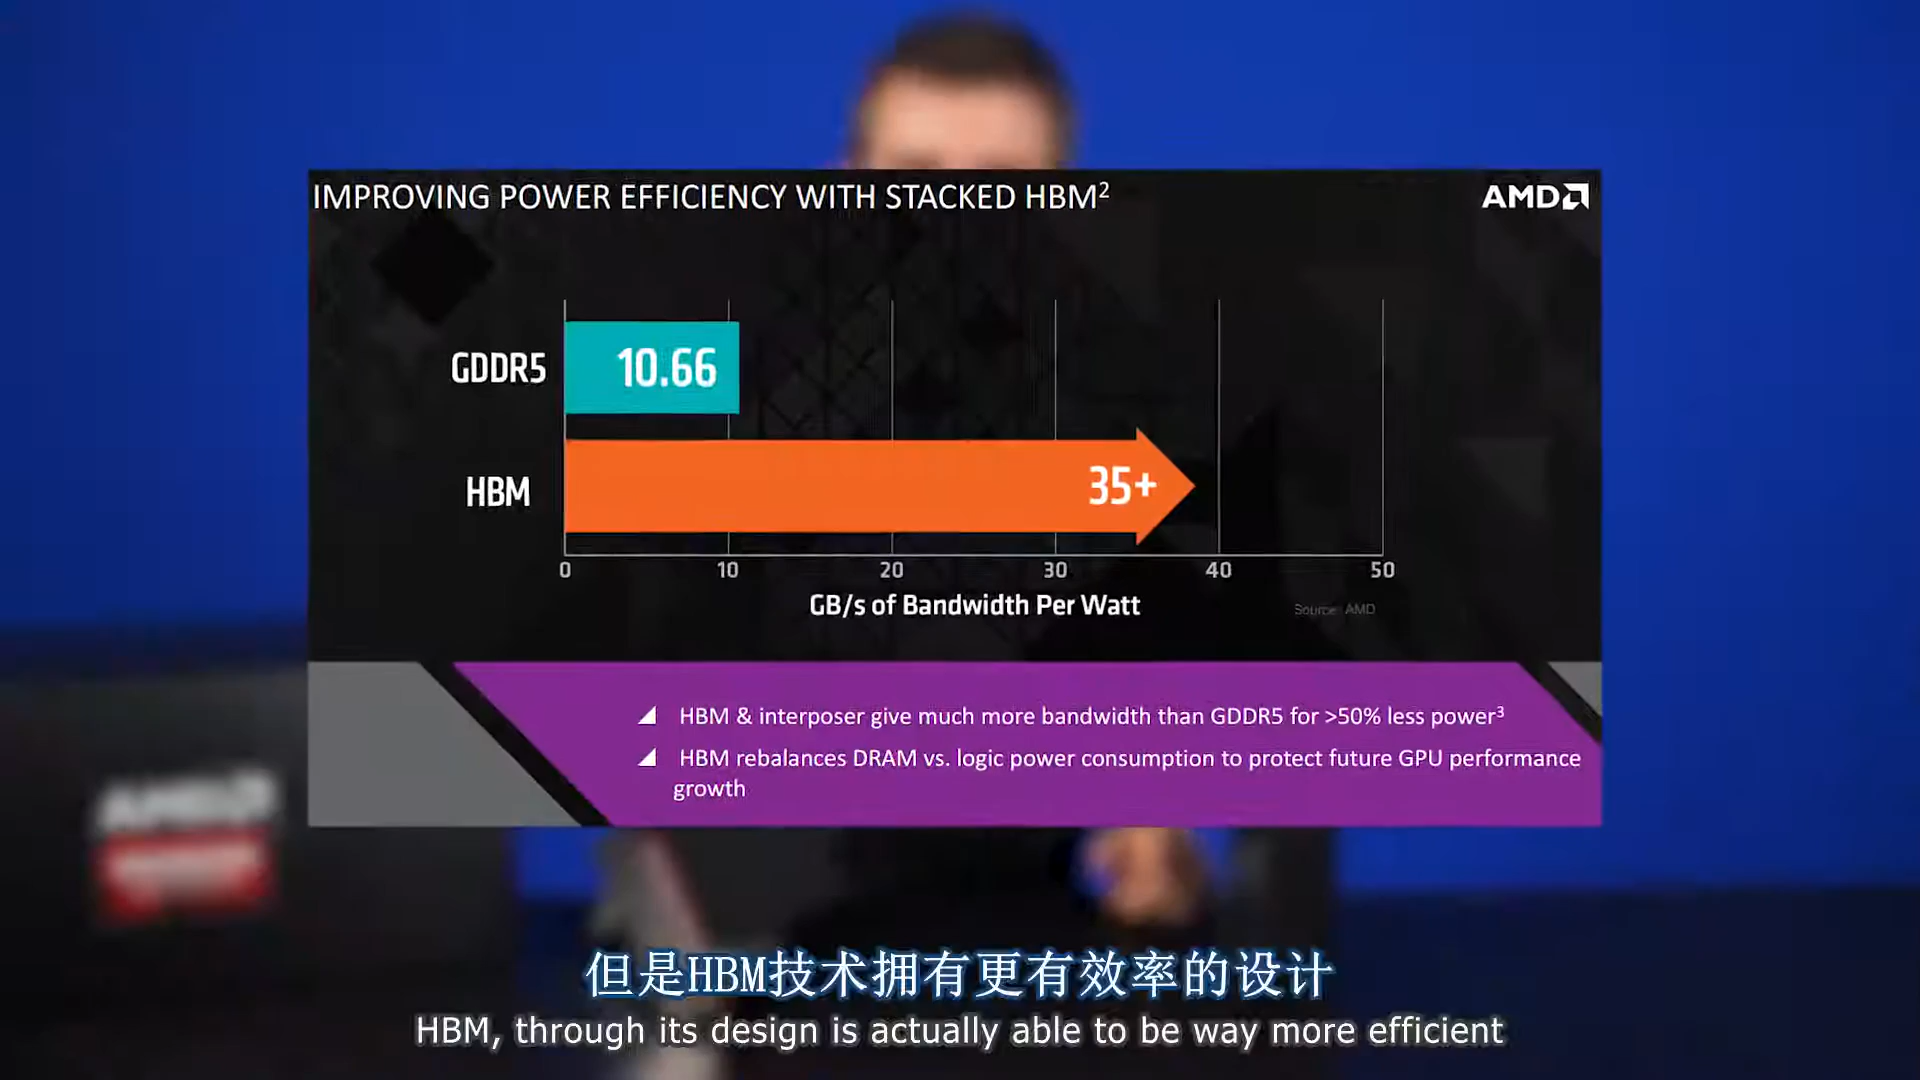 IMPROVING POWER EFFICIENCY WITH STACKED HBM²
AMD
GDDR5
10.66
HBM
35+
0 10 20 30 40 50
GB/s of Bandwidth Per Watt
Source: AMD
HBM & interposer give much more bandwidth than GDDR5 for >50% less power³
HBM rebalances DRAM vs. logic power consumption to protect future GPU performance
growth
AMD
但是HBM技术拥有更有效率的设计
HBM, through its design is actually able to be way more efficient